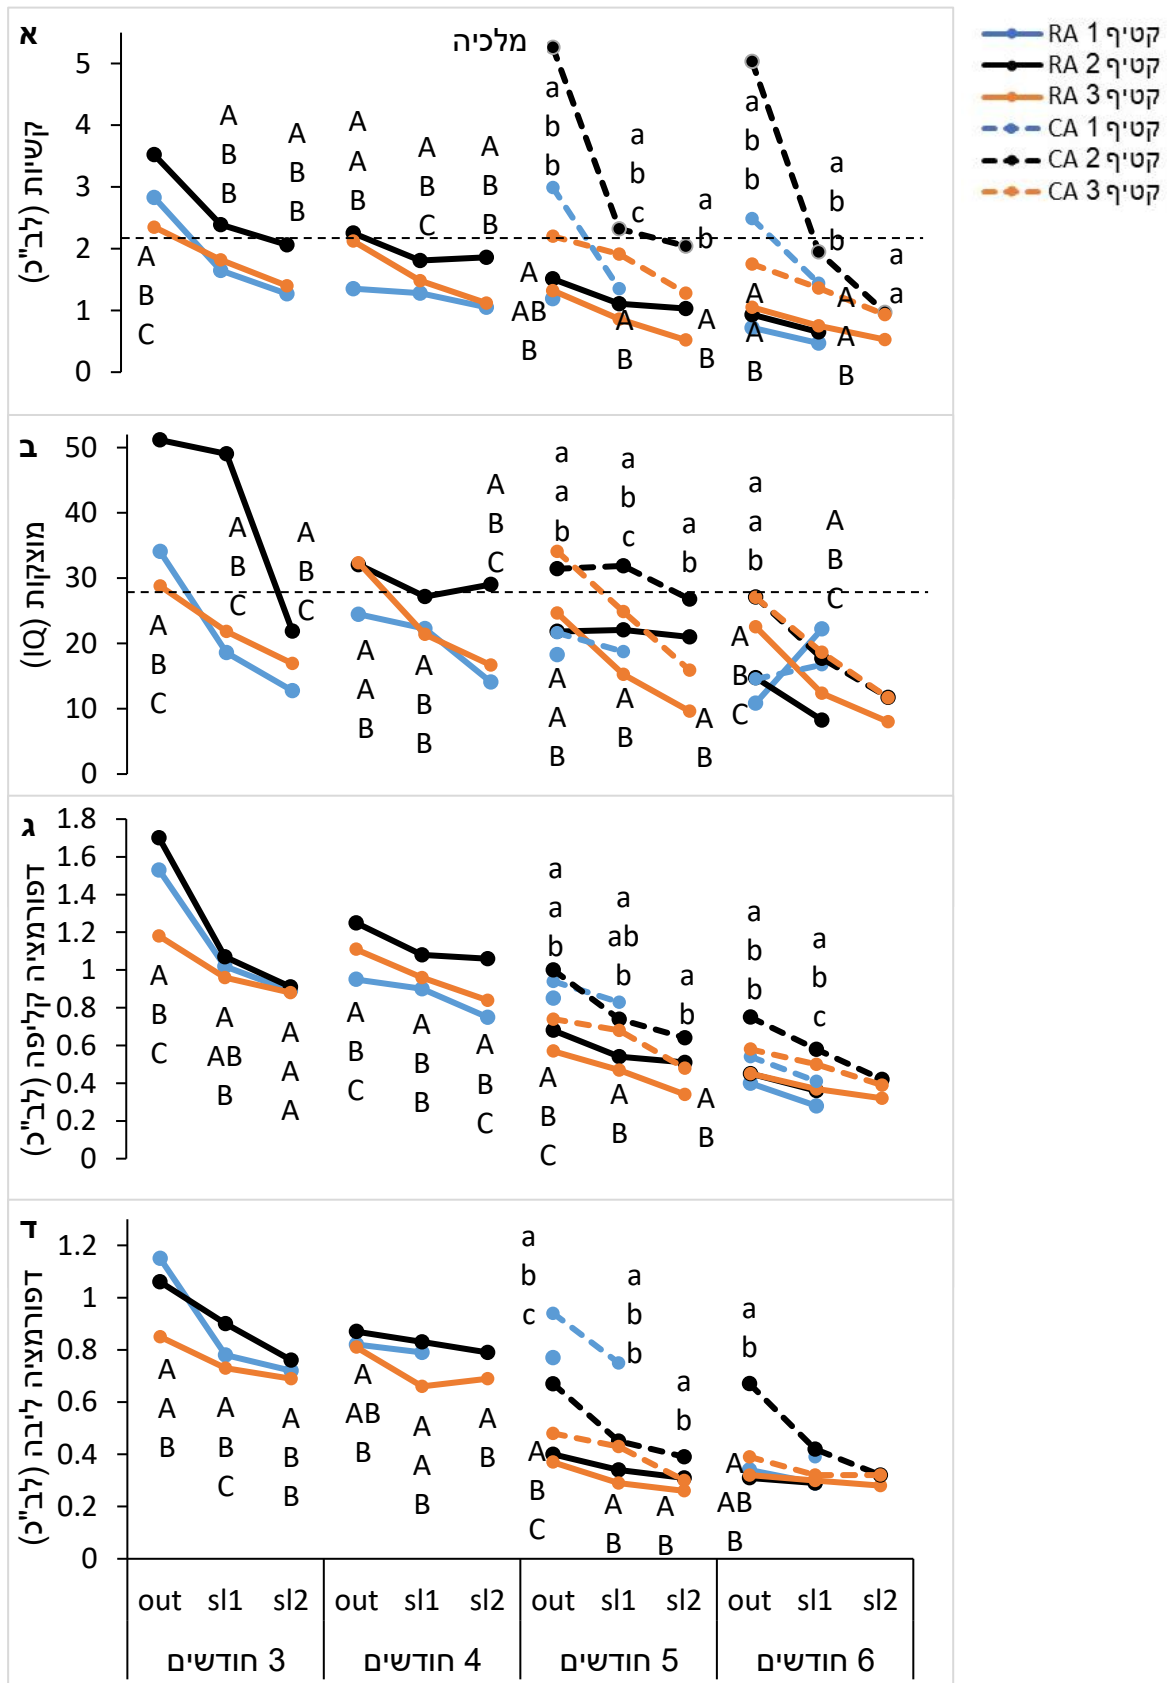 א
מלכיה
קשיות (לב"כ)
5
4
3
2
1
0
A
B
C
A
B
B
A
B
B
A
A
B
A
B
C
A
B
B
a
b
b
a
b
c
a
b
A
AB
B
A
B
A
B
a
b
b
a
b
b
a
a
A
A
B
A
A
B
קטיף 1 RA
קטיף 2 RA
קטיף 3 RA
קטיף 1 CA
קטיף 2 CA
קטיף 3 CA
ב
מוצקות (IQ)
50
40
30
20
10
0
A
B
C
A
B
C
A
B
C
A
A
B
A
B
B
A
B
C
a
a
b
a
b
c
a
b
A
A
B
A
B
A
B
a
a
b
A
B
C
A
B
C
ג
דפורמציה קליפה (לב"כ)
1.8
1.6
1.4
1.2
1
0.8
0.6
0.4
0.2
0
A
B
C
A
AB
B
A
A
A
A
B
C
A
B
B
A
B
C
a
a
b
a
ab
b
a
b
A
B
C
A
B
A
B
a
b
b
a
b
c
ד
דפורמציה ליבה (לב"כ)
1.2
1
0.8
0.6
0.4
0.2
0
A
A
B
A
B
C
A
B
B
A
AB
B
A
A
B
A
B
a
b
c
a
b
b
a
b
A
B
C
A
B
A
B
a
b
A
AB
B
out sl1 sl2 out sl1 sl2 out sl1 sl2 out sl1 sl2
3 חודשים 4 חודשים 5 חודשים 6 חודשים